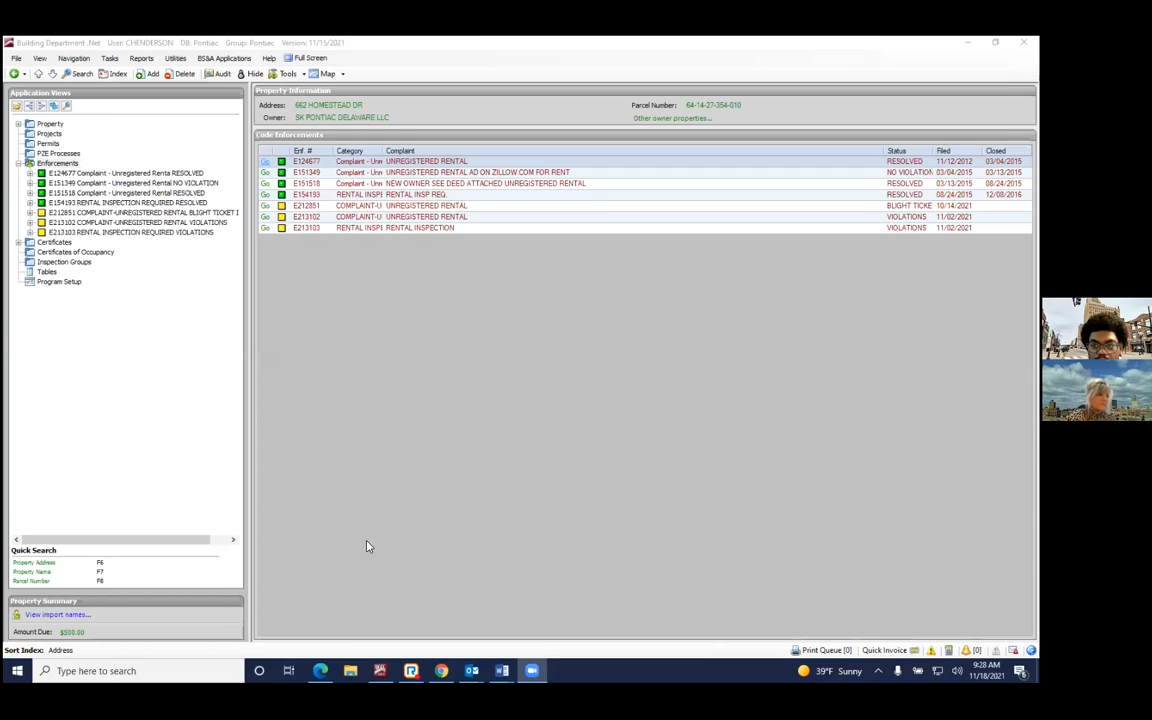 Building Department .Net User: CHENDERSON DB: Pontiac Group: Pontiac Version: 11/15/2021
File View Navigation Tasks Reports Utilities BS&A Applications Help Full Screen
Search Index Add Delete Audit Hide Tools Map
Application Views
Property
Projects
Permits
PZE Processes
Enforcements
E124677 Complaint - Unregistered Renta RESOLVED
E151349 Complaint - Unregistered Rental NO VIOLATION
E151518 Complaint - Unregistered Rental RESOLVED
E154193 RENTAL INSPECTION REQUIRED RESOLVED
E212851 COMPLAINT-UNREGISTERED RENTAL BLIGHT TICKET I
E213102 COMPLAINT-UNREGISTERED RENTAL VIOLATIONS
E213103 RENTAL INSPECTION REQUIRED VIOLATIONS
Certificates
Certificates of Occupancy
Inspection Groups
Tables
Program Setup
Quick Search
Property Address F6
Property Name F7
Parcel Number F8
Property Summary
View import names...
Amount Due: $500.00
Property Information
Address: 662 HOMESTEAD DR Parcel Number: 64-14-27-354-010
Owner: SK PONTIAC DELAWARE LLC Other owner properties...
Code Enforcements
Enf. # Category Complaint Status Filed Closed
Go E124677 Complaint - Unr UNREGISTERED RENTAL RESOLVED 11/12/2012 03/04/2015
Go E151349 Complaint - Unr UNREGISTERED RENTAL AD ON ZILLOW.COM FOR RENT NO VIOLATION 03/04/2015 03/13/2015
Go E151518 Complaint - Unr NEW OWNER SEE DEED ATTACHED UNREGISTERED RENTAL RESOLVED 03/13/2015 08/24/2015
Go E154193 RENTAL INSPE RENTAL INSP REQ. RESOLVED 08/24/2015 12/08/2016
Go E212851 COMPLAINT-U UNREGISTERED RENTAL BLIGHT TICKE 10/14/2021
Go E213102 COMPLAINT-U UNREGISTERED RENTAL VIOLATIONS 11/02/2021
Go E213103 RENTAL INSPE RENTAL INSPECTION VIOLATIONS 11/02/2021
Sort Index: Address Print Queue [0] Quick Invoice [0]
Type here to search 39°F Sunny 9:28 AM
11/18/2021